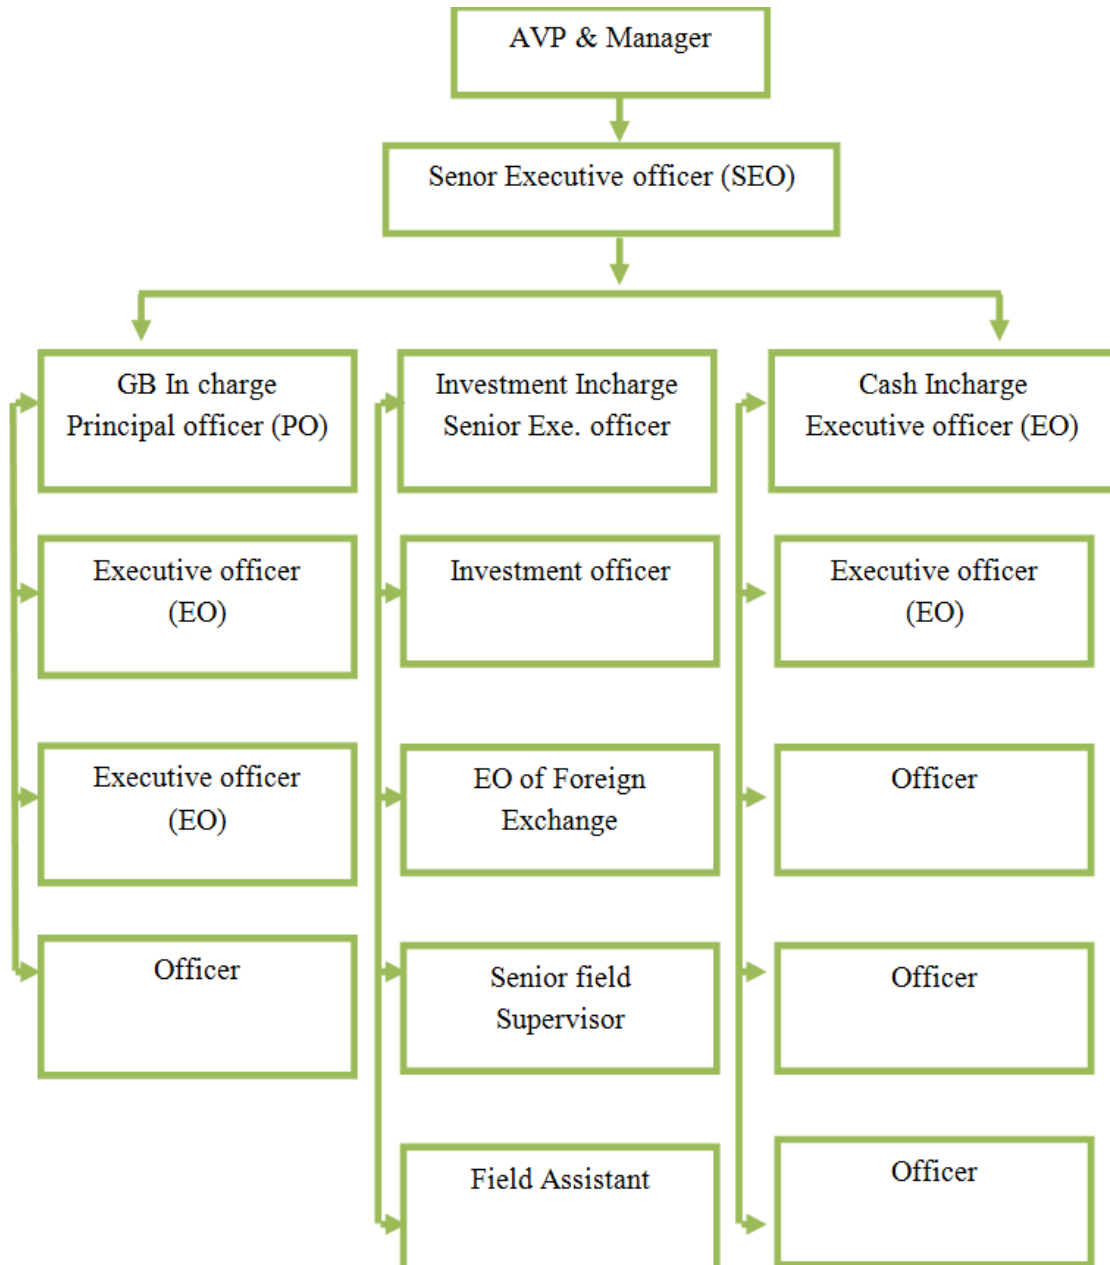 AVP & Manager
Senor Executive officer (SEO)
GB In charge
Principal officer (PO)
Investment Incharge
Senior Exe. officer
Cash Incharge
Executive officer (EO)
Executive officer
(EO)
Investment officer
Executive officer
(EO)
Executive officer
(EO)
EO of Foreign
Exchange
Officer
Officer
Senior field
Supervisor
Officer
Field Assistant
Officer